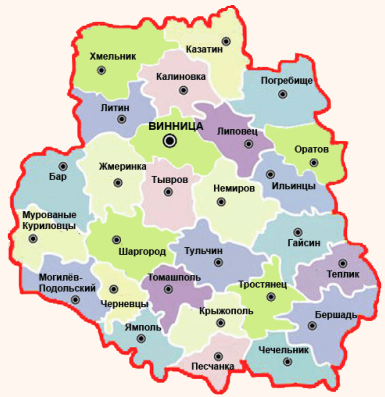 Казатин
Хмельник
Калиновка
Погребище
Литин
ВИННИЦА
Липовец
Оратов
Бар
Жмеринка
Тывров
Немиров
Ильинцы
Мурованые
Куриловцы
Шаргород
Тульчин
Гайсин
Могилёв-
Подольский
Черневцы
Томашполь
Тростянец
Теплик
Ямполь
Крыжополь
Бершадь
Песчанка
Чечельник